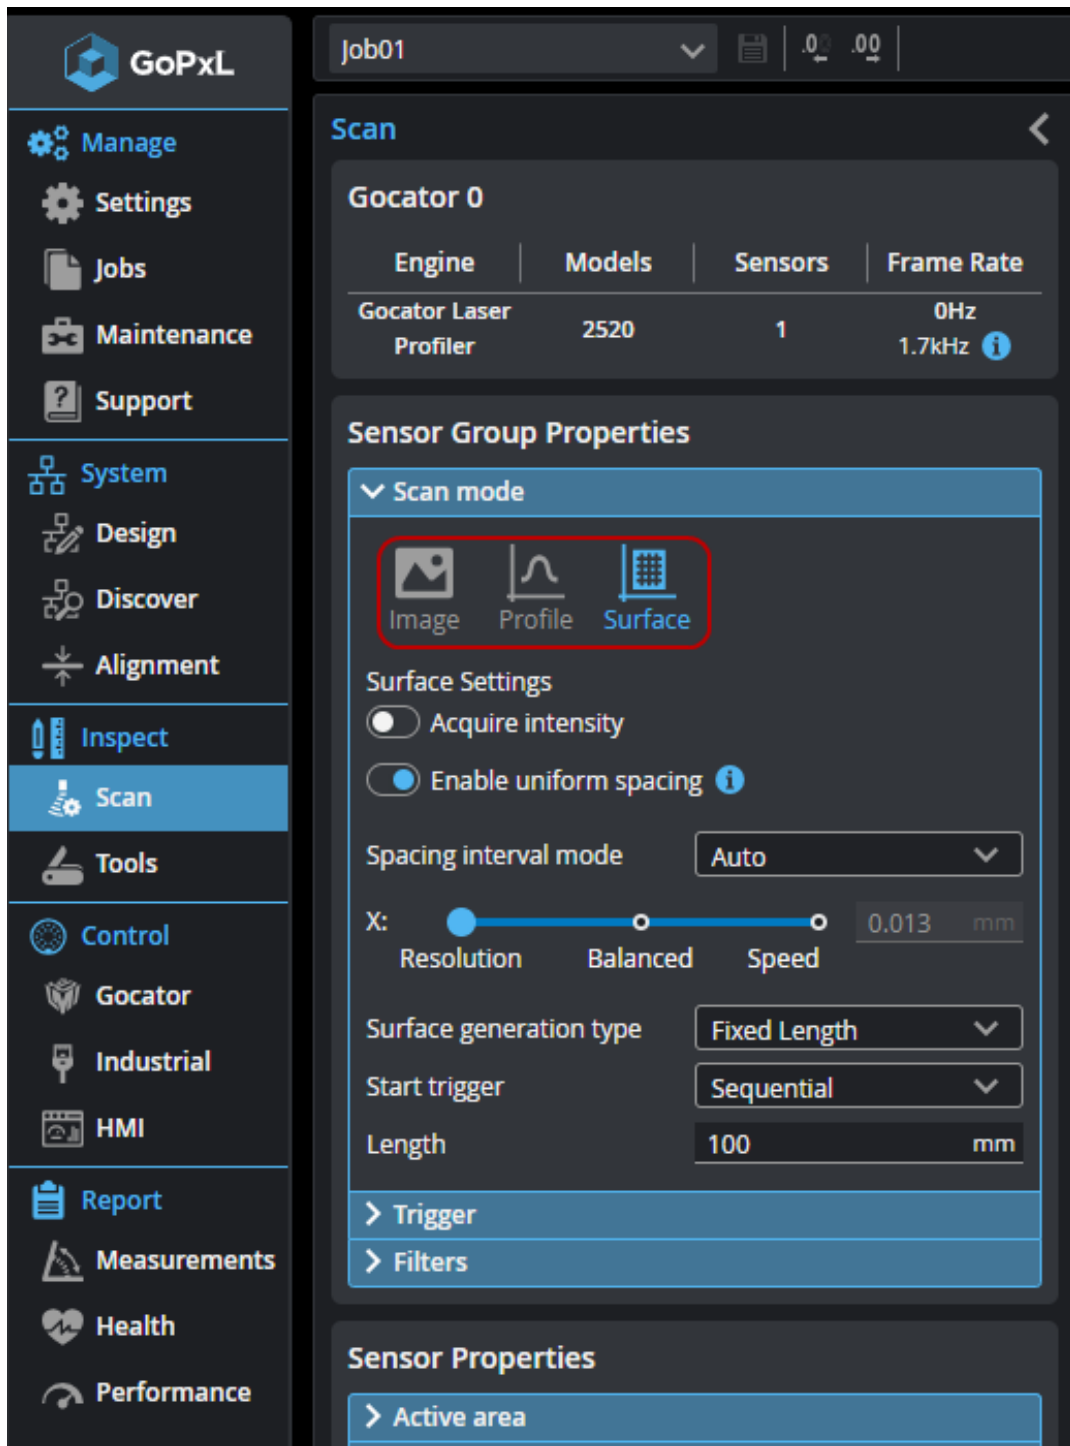 GoPxL
Manage
Settings
Jobs
Maintenance
Support
System
Design
Discover
Alignment
Inspect
Scan
Tools
Control
Gocator
Industrial
HMI
Report
Measurements
Health
Performance
Job01
.00 .00
Scan
Gocator 0
Engine Models Sensors Frame Rate
Gocator Laser Profiler 2520 1 0Hz
1.7kHz
Sensor Group Properties
Scan mode
Image Profile Surface
Surface Settings
Acquire intensity
Enable uniform spacing
Spacing interval mode Auto
X: 0.013 mm
Resolution Balanced Speed
Surface generation type Fixed Length
Start trigger Sequential
Length 100 mm
Trigger
Filters
Sensor Properties
Active area